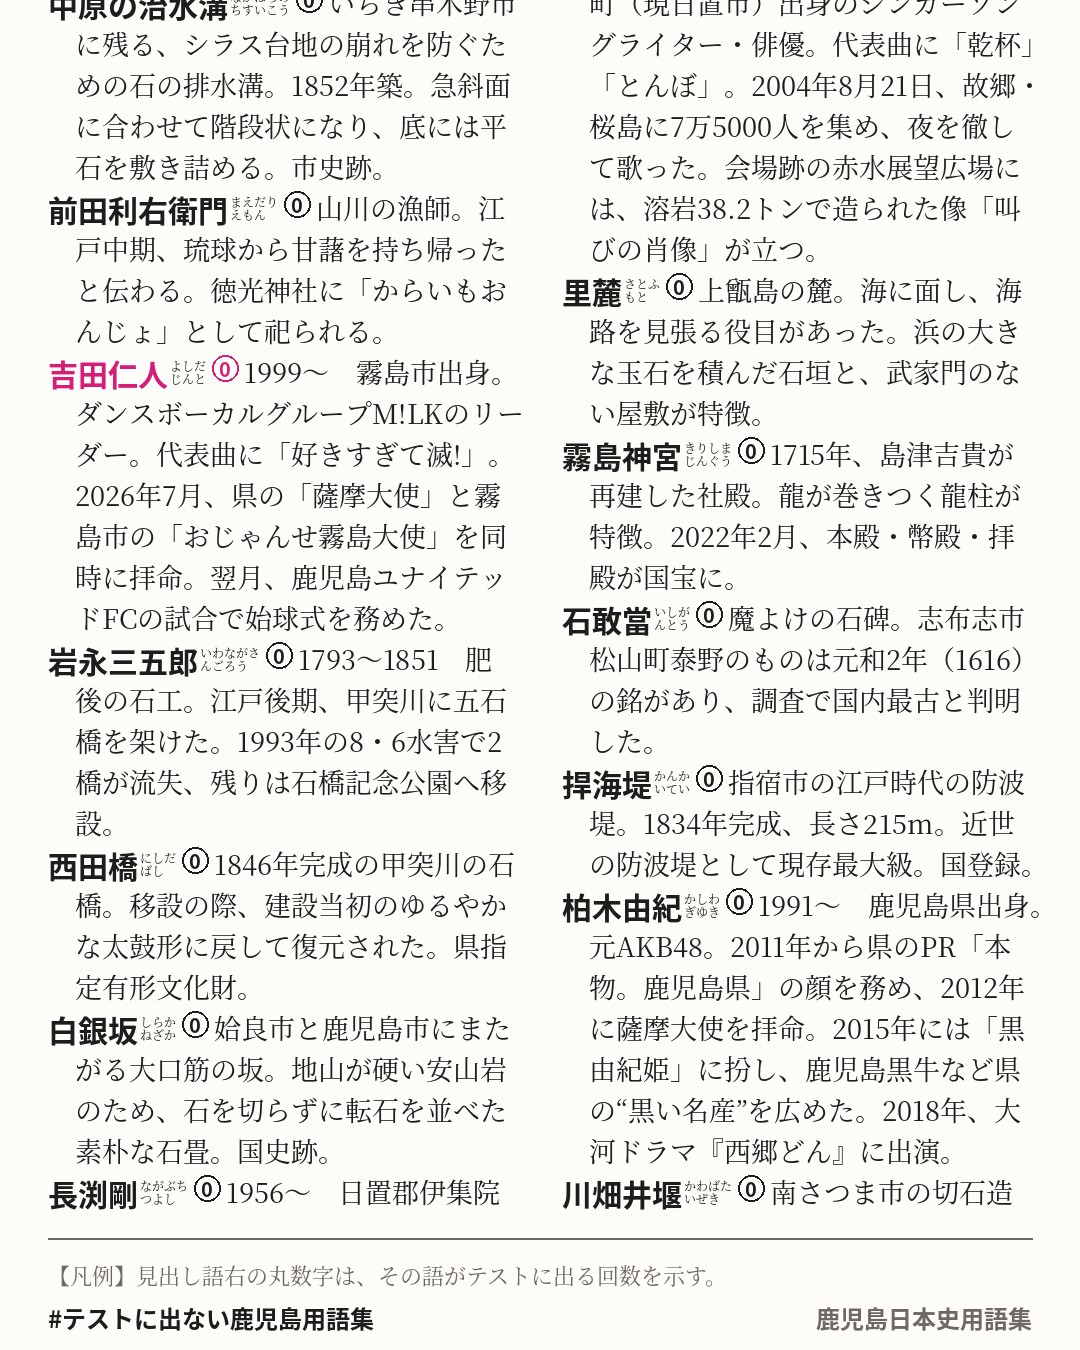 中原の治水溝 ちすいこう ⓪ いちき串木野市
に残る、シラス台地の崩れを防ぐた
めの石の排水溝。1852年築。急斜面
に合わせて階段状になり、底には平
石を敷き詰める。市史跡。
前田利右衛門 まえだり えもん ⓪ 山川の漁師。江
戸中期、琉球から甘藷を持ち帰った
と伝わる。徳光神社に「からいもお
んじょ」として祀られる。
吉田仁人 よしだ じんと ⓪ 1999〜　霧島市出身。
ダンスボーカルグループM!LKのリー
ダー。代表曲に「好きすぎて滅!」。
2026年7月、県の「薩摩大使」と霧
島市の「おじゃんせ霧島大使」を同
時に拝命。翌月、鹿児島ユナイテッ
ドFCの試合で始球式を務めた。
岩永三五郎 いわながさ んごろう ⓪ 1793〜1851　肥
後の石工。江戸後期、甲突川に五石
橋を架けた。1993年の8・6水害で2
橋が流失、残りは石橋記念公園へ移
設。
西田橋 にしだ ばし ⓪ 1846年完成の甲突川の石
橋。移設の際、建設当初のゆるやか
な太鼓形に戻して復元された。県指
定有形文化財。
白銀坂 しらか ねざか ⓪ 姶良市と鹿児島市にまた
がる大口筋の坂。地山が硬い安山岩
のため、石を切らずに転石を並べた
素朴な石畳。国史跡。
長渕剛 ながぶち つよし ⓪ 1956〜　日置郡伊集院
町（現日置市）出身のシンガーソン
グライター・俳優。代表曲に「乾杯」
「とんぼ」。2004年8月21日、故郷・
桜島に7万5000人を集め、夜を徹し
て歌った。会場跡の赤水展望広場に
は、溶岩38.2トンで造られた像「叫
びの肖像」が立つ。
里麓 さとふ もと ⓪ 上甑島の麓。海に面し、海
路を見張る役目があった。浜の大き
な玉石を積んだ石垣と、武家門のな
い屋敷が特徴。
霧島神宮 きりしま じんぐう ⓪ 1715年、島津吉貴が
再建した社殿。龍が巻きつく龍柱が
特徴。2022年2月、本殿・幣殿・拝
殿が国宝に。
石敢當 いしが んとう ⓪ 魔よけの石碑。志布志市
松山町泰野のものは元和2年（1616）
の銘があり、調査で国内最古と判明
した。
捍海堤 かんか いてい ⓪ 指宿市の江戸時代の防波
堤。1834年完成、長さ215m。近世
の防波堤として現存最大級。国登録。
柏木由紀 かしわ ぎゆき ⓪ 1991〜　鹿児島県出身。
元AKB48。2011年から県のPR「本
物。鹿児島県」の顔を務め、2012年
に薩摩大使を拝命。2015年には「黒
由紀姫」に扮し、鹿児島黒牛など県
の“黒い名産”を広めた。2018年、大
河ドラマ『西郷どん』に出演。
川畑井堰 かわばた いぜき ⓪ 南さつま市の切石造
【凡例】見出し語右の丸数字は、その語がテストに出る回数を示す。
#テストに出ない鹿児島用語集
鹿児島日本史用語集